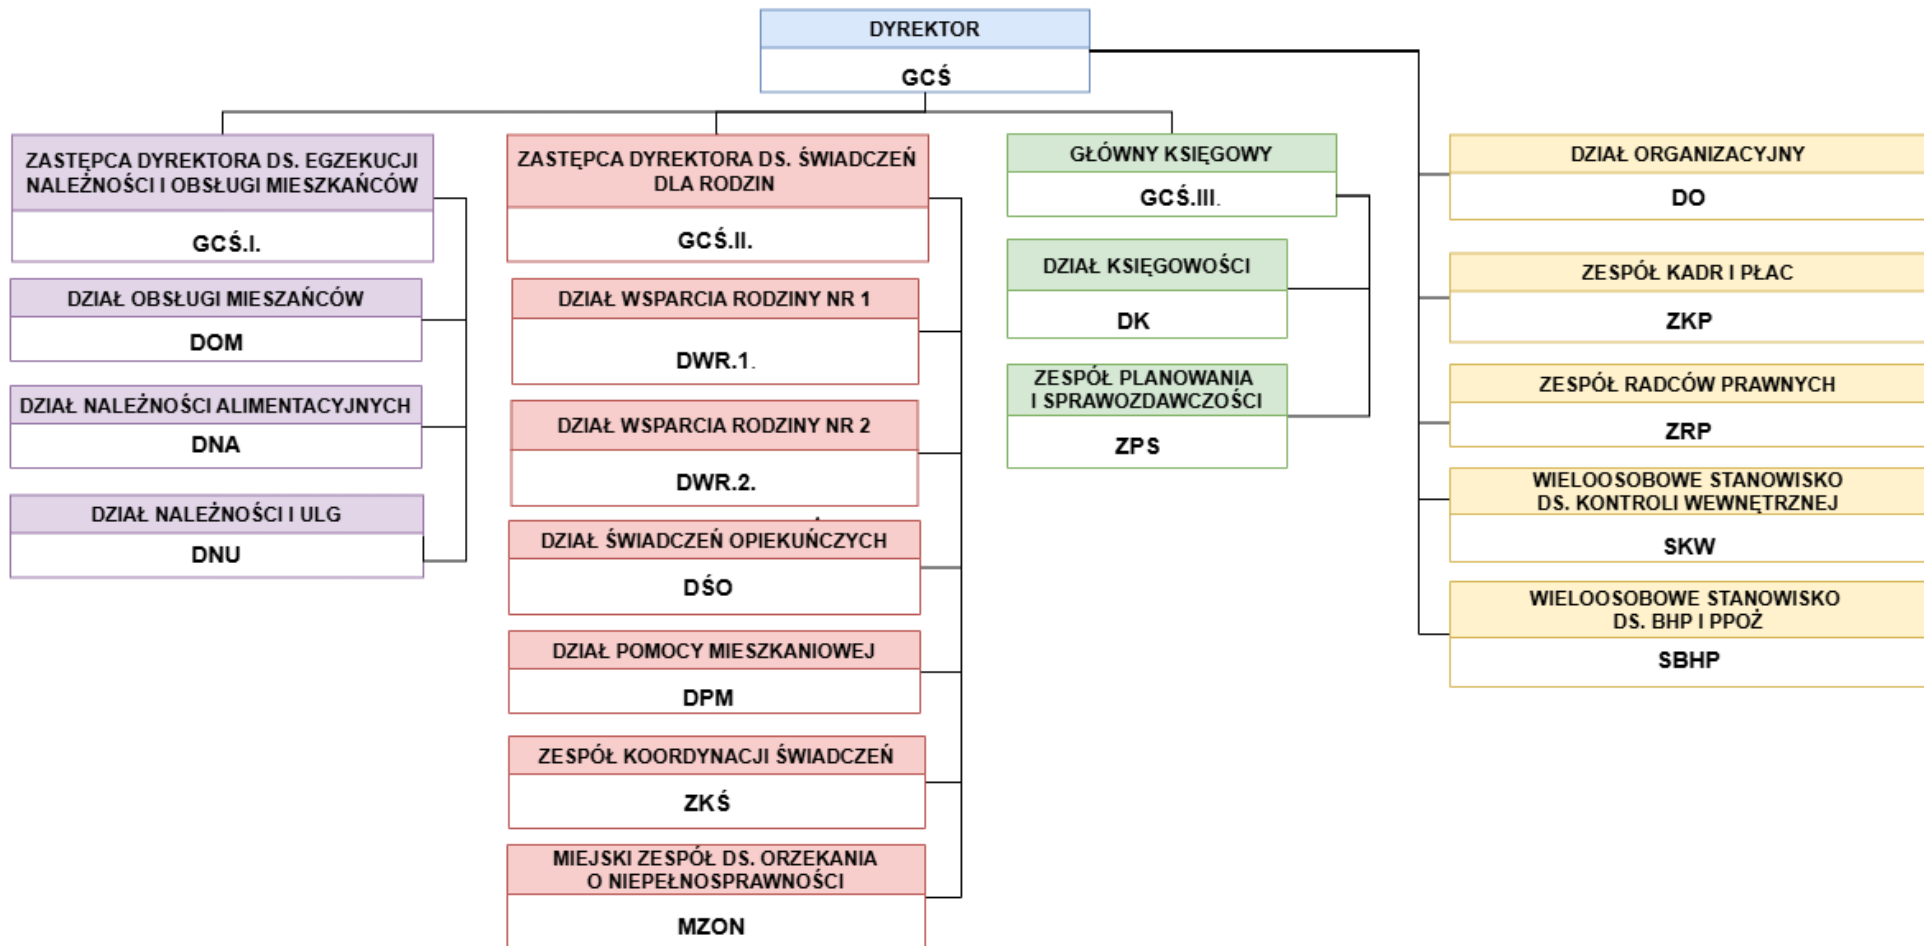 DYREKTOR
GCŚ
ZASTĘPCA DYREKTORA DS. EGZEKUCJI
NALEŻNOŚCI I OBSŁUGI MIESZKAŃCÓW
GCŚ.I.
DZIAŁ OBSŁUGI MIESZAŃCÓW
DOM
DZIAŁ NALEŻNOŚCI ALIMENTACYJNYCH
DNA
DZIAŁ NALEŻNOŚCI I ULG
DNU
ZASTĘPCA DYREKTORA DS. ŚWIADCZEŃ
DLA RODZIN
GCŚ.II.
DZIAŁ WSPARCIA RODZINY NR 1
DWR.1.
DZIAŁ WSPARCIA RODZINY NR 2
DWR.2.
DZIAŁ ŚWIADCZEŃ OPIEKUŃCZYCH
DŚO
DZIAŁ POMOCY MIESZKANIOWEJ
DPM
ZESPÓŁ KOORDYNACJI ŚWIADCZEŃ
ZKŚ
MIEJSKI ZESPÓŁ DS. ORZEKANIA
O NIEPEŁNOSPRAWNOŚCI
MZON
GŁÓWNY KSIĘGOWY
GCŚ.III.
DZIAŁ KSIĘGOWOŚCI
DK
ZESPÓŁ PLANOWANIA
I SPRAWOZDAWCZOŚCI
ZPS
DZIAŁ ORGANIZACYJNY
DO
ZESPÓŁ KADR I PŁAC
ZKP
ZESPÓŁ RADCÓW PRAWNYCH
ZRP
WIELOOSOBOWE STANOWISKO
DS. KONTROLI WEWNĘTRZNEJ
SKW
WIELOOSOBOWE STANOWISKO
DS. BHP I PPOŻ
SBHP